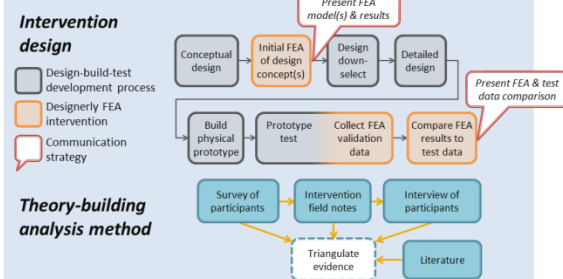 Present FEA
model(s) & results
Intervention
design
Design-build-test
development process
Designerly FEA
intervention
Communication
strategy
Conceptual
design
Initial FEA
of design
concept(s)
Design
down-
select
Detailed
design
Present FEA & test
data comparison
Build
physical
prototype
Prototype
test
Collect FEA
validation
data
Compare FEA
results to
test data
Theory-building
analysis method
Survey of
participants
Intervention
field notes
Interview of
participants
Triangulate
evidence
Literature